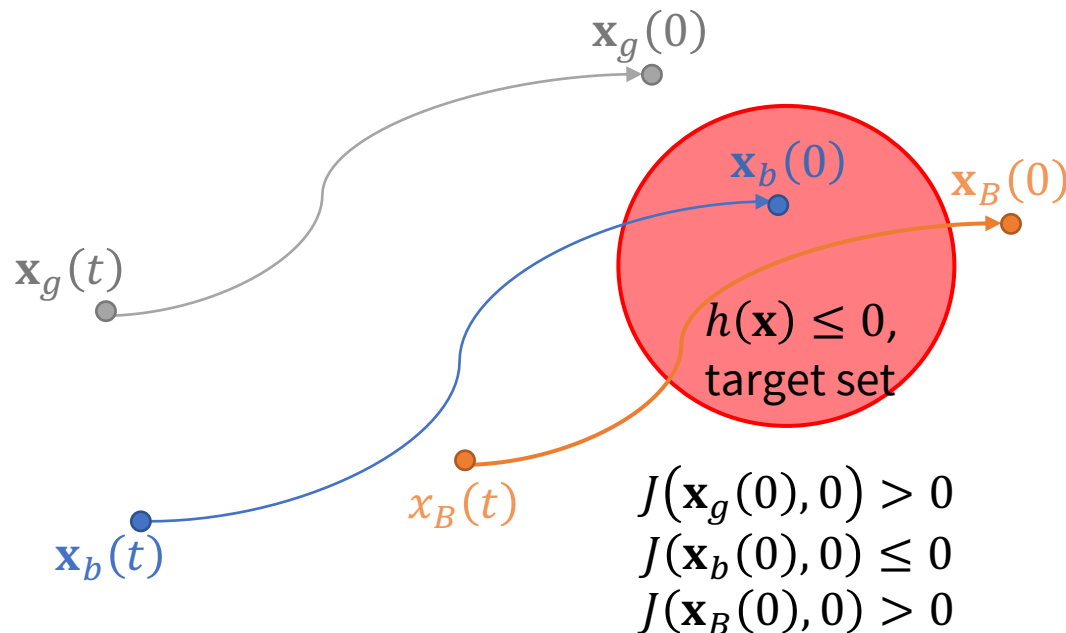 𝐱_g(0)
𝐱_b(0)
𝐱_B(0)
𝐱_g(t)
h(𝐱) ≤ 0,
target set
x_B(t)
𝐱_b(t)
J(𝐱_g(0), 0) > 0
J(𝐱_b(0), 0) ≤ 0
J(𝐱_B(0), 0) > 0